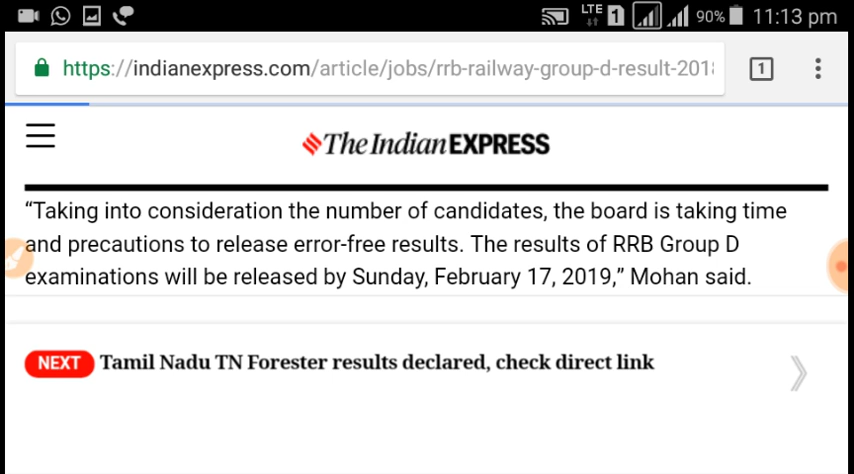 LTE 1 90% 11:13 pm
https://indianexpress.com/article/jobs/rrb-railway-group-d-result-201 1
The Indian EXPRESS
“Taking into consideration the number of candidates, the board is taking time
and precautions to release error-free results. The results of RRB Group D
examinations will be released by Sunday, February 17, 2019,” Mohan said.
NEXT Tamil Nadu TN Forester results declared, check direct link